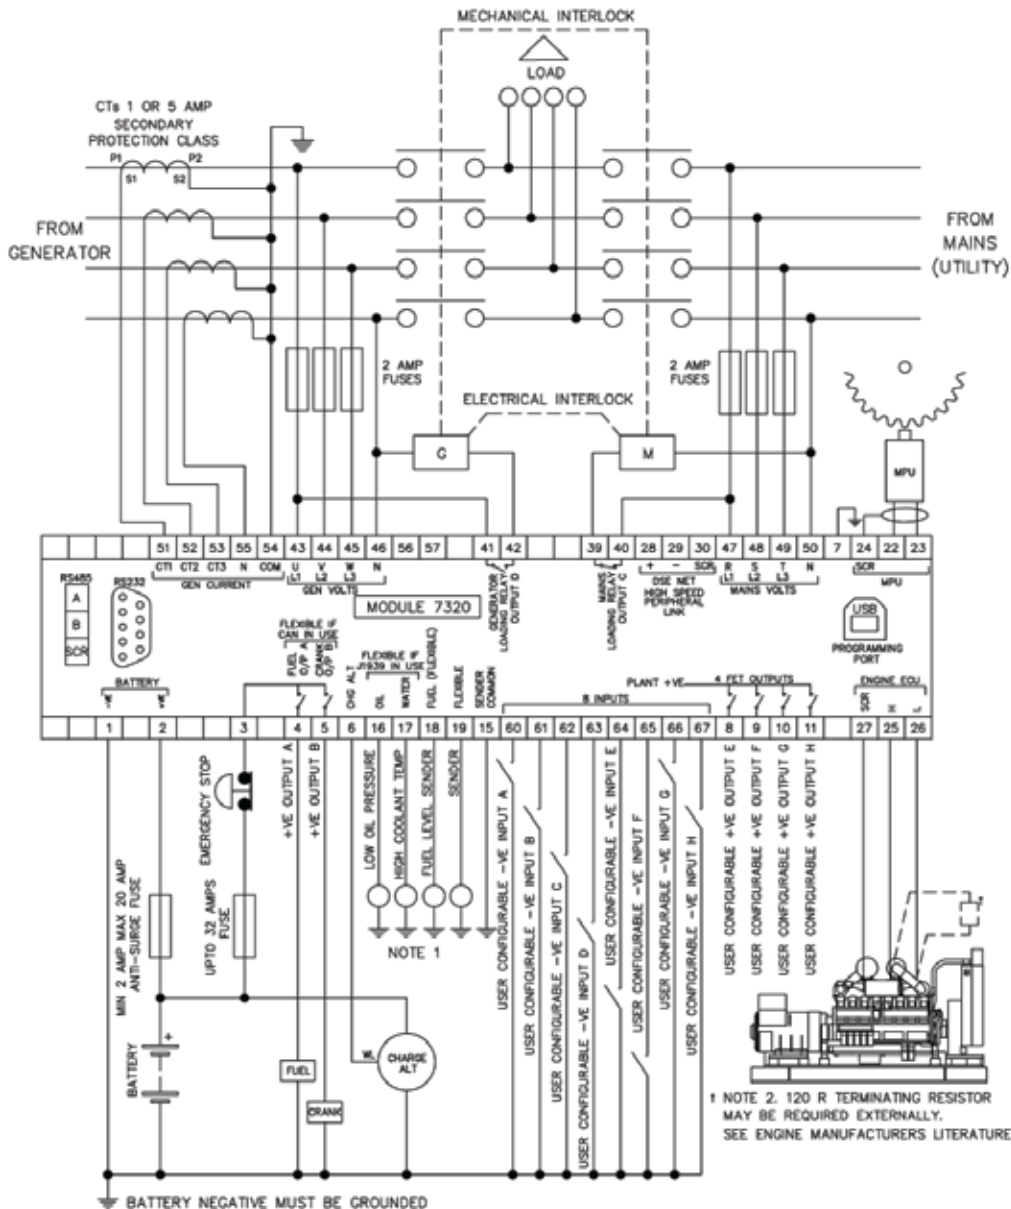 MECHANICAL INTERLOCK
LOAD
CTs 1 OR 5 AMP
SECONDARY
PROTECTION CLASS
P1
P2
S1
S2
FROM
GENERATOR
FROM
MAINS
(UTILITY)
2 AMP
FUSES
2 AMP
FUSES
ELECTRICAL INTERLOCK
G
M
MPU
51 52 53 55 54 43 44 45 46 56 57 41 42 39 40 28 29 30 47 48 49 50 7 24 22 23
CT1 CT2 CT3 N COM
GEN CURRENT
U V W N
L1 L2 L3
GEN VOLTS
GENERATOR
LOADING RELAY
OUTPUT D
MAINS
LOADING RELAY
OUTPUT C
+ - SCR
DSE NET
HIGH SPEED
PERIPHERAL
LINK
R S T N
L1 L2 L3
MAINS VOLTS
SCR
MPU
RS485
A
B
SCR
RS232
MODULE 7320
USB
PROGRAMMING
PORT
FLEXIBLE IF
CAN IN USE
FUEL
O/P A
CRANK
O/P B
FLEXIBLE IF
J1939 IN USE
CHG ALT
OIL
WATER
FUEL (FLEXIBLE)
FLEXIBLE
SENDER
COMMON
BATTERY
-VE
+VE
8 INPUTS
PLANT +VE
4 FET OUTPUTS
ENGINE ECU
SCR
H
L
1 2 3 4 5 6 16 17 18 19 15 60 61 62 63 64 65 66 67 8 9 10 11 27 25 26
MIN 2 AMP MAX 20 AMP
ANTI-SURGE FUSE
EMERGENCY STOP
UPTO 32 AMPS
FUSE
+VE OUTPUT A
+VE OUTPUT B
LOW OIL PRESSURE
HIGH COOLANT TEMP
FUEL LEVEL SENDER
SENDER
NOTE 1
USER CONFIGURABLE -VE INPUT A
USER CONFIGURABLE -VE INPUT B
USER CONFIGURABLE -VE INPUT C
USER CONFIGURABLE -VE INPUT D
USER CONFIGURABLE -VE INPUT E
USER CONFIGURABLE -VE INPUT F
USER CONFIGURABLE -VE INPUT G
USER CONFIGURABLE -VE INPUT H
USER CONFIGURABLE +VE OUTPUT E
USER CONFIGURABLE +VE OUTPUT F
USER CONFIGURABLE +VE OUTPUT G
USER CONFIGURABLE +VE OUTPUT H
BATTERY
+
FUEL
CRANK
WL
CHARGE
ALT
NOTE 2. 120 R TERMINATING RESISTOR
MAY BE REQUIRED EXTERNALLY.
SEE ENGINE MANUFACTURERS LITERATURE
BATTERY NEGATIVE MUST BE GROUNDED